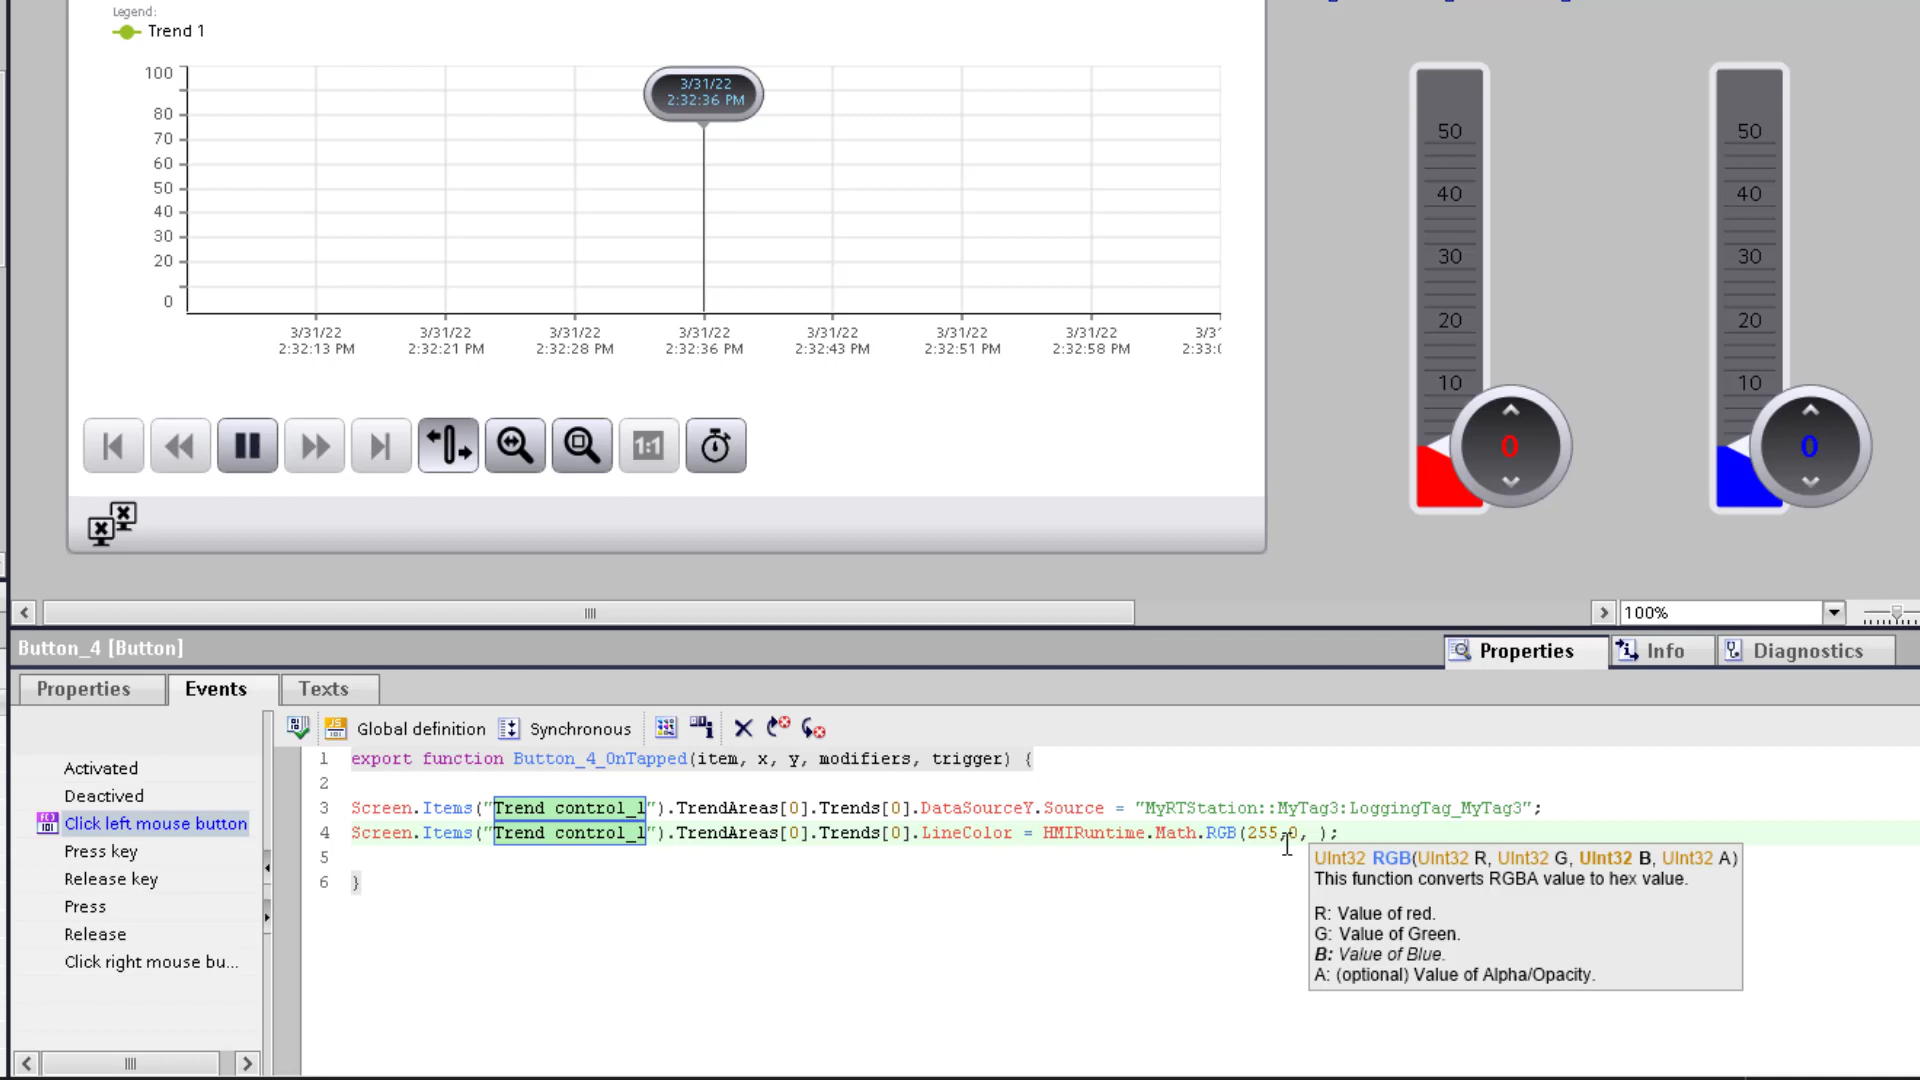 Legend:
Trend 1
100
80
70
60
50
40
30
20
0
3/31/22
2:32:36 PM
3/31/22 3/31/22 3/31/22 3/31/22 3/31/22 3/31/22 3/31/22
2:32:13 PM 2:32:21 PM 2:32:28 PM 2:32:36 PM 2:32:43 PM 2:32:51 PM 2:32:58 PM
1:1
50 50
40 40
30 30
20 20
10 10
0 0
100%
Button_4 [Button]
Properties Info Diagnostics
Properties Events Texts
Global definition Synchronous
Activated
Deactived
Click left mouse button
Press key
Release key
Press
Release
Click right mouse bu...
1 export function Button_4_OnTapped(item, x, y, modifiers, trigger) {
2
3 Screen.Items("Trend control_1").TrendAreas[0].Trends[0].DataSourceY.Source = "MyRTStation::MyTag3:LoggingTag_MyTag3";
4 Screen.Items("Trend control_1").TrendAreas[0].Trends[0].LineColor = HMIRuntime.Math.RGB(255,0, );
5
6 }
UInt32 RGB(UInt32 R, UInt32 G, UInt32 B, UInt32 A)
This function converts RGBA value to hex value.
R: Value of red.
G: Value of Green.
B: Value of Blue.
A: (optional) Value of Alpha/Opacity.